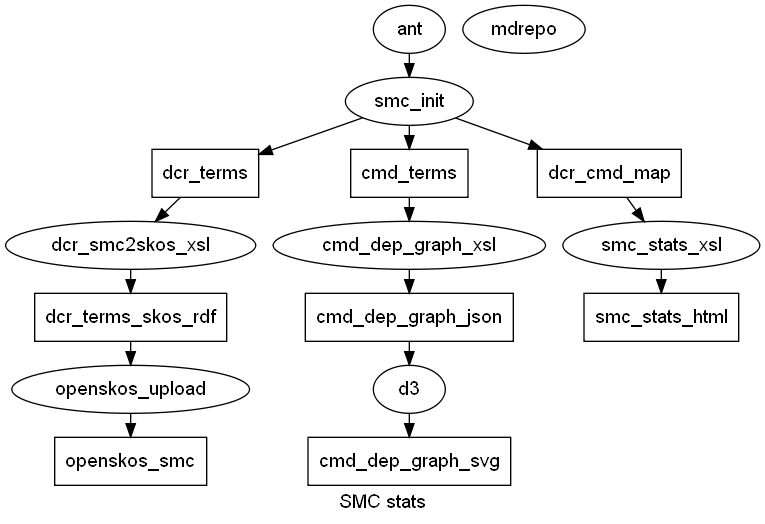 ant
mdrepo
smc_init
dcr_terms
cmd_terms
dcr_cmd_map
dcr_smc2skos_xsl
cmd_dep_graph_xsl
smc_stats_xsl
dcr_terms_skos_rdf
cmd_dep_graph_json
smc_stats_html
openskos_upload
d3
openskos_smc
cmd_dep_graph_svg
SMC stats